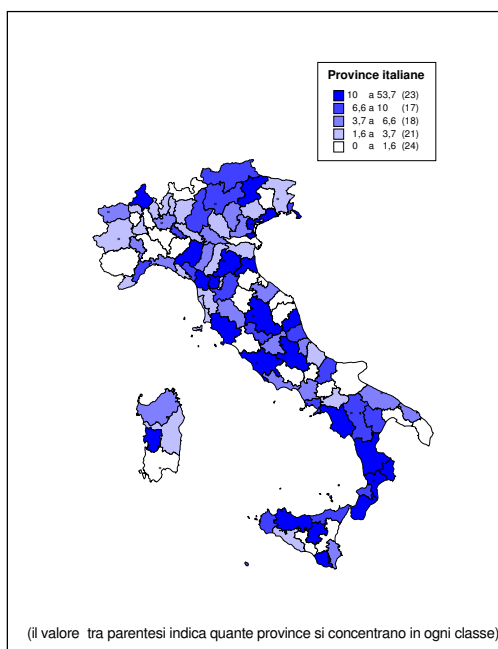 Province italiane
10 a 53,7 (23)
6,6 a 10 (17)
3,7 a 6,6 (18)
1,6 a 3,7 (21)
0 a 1,6 (24)
(il valore tra parentesi indica quante province si concentrano in ogni classe)